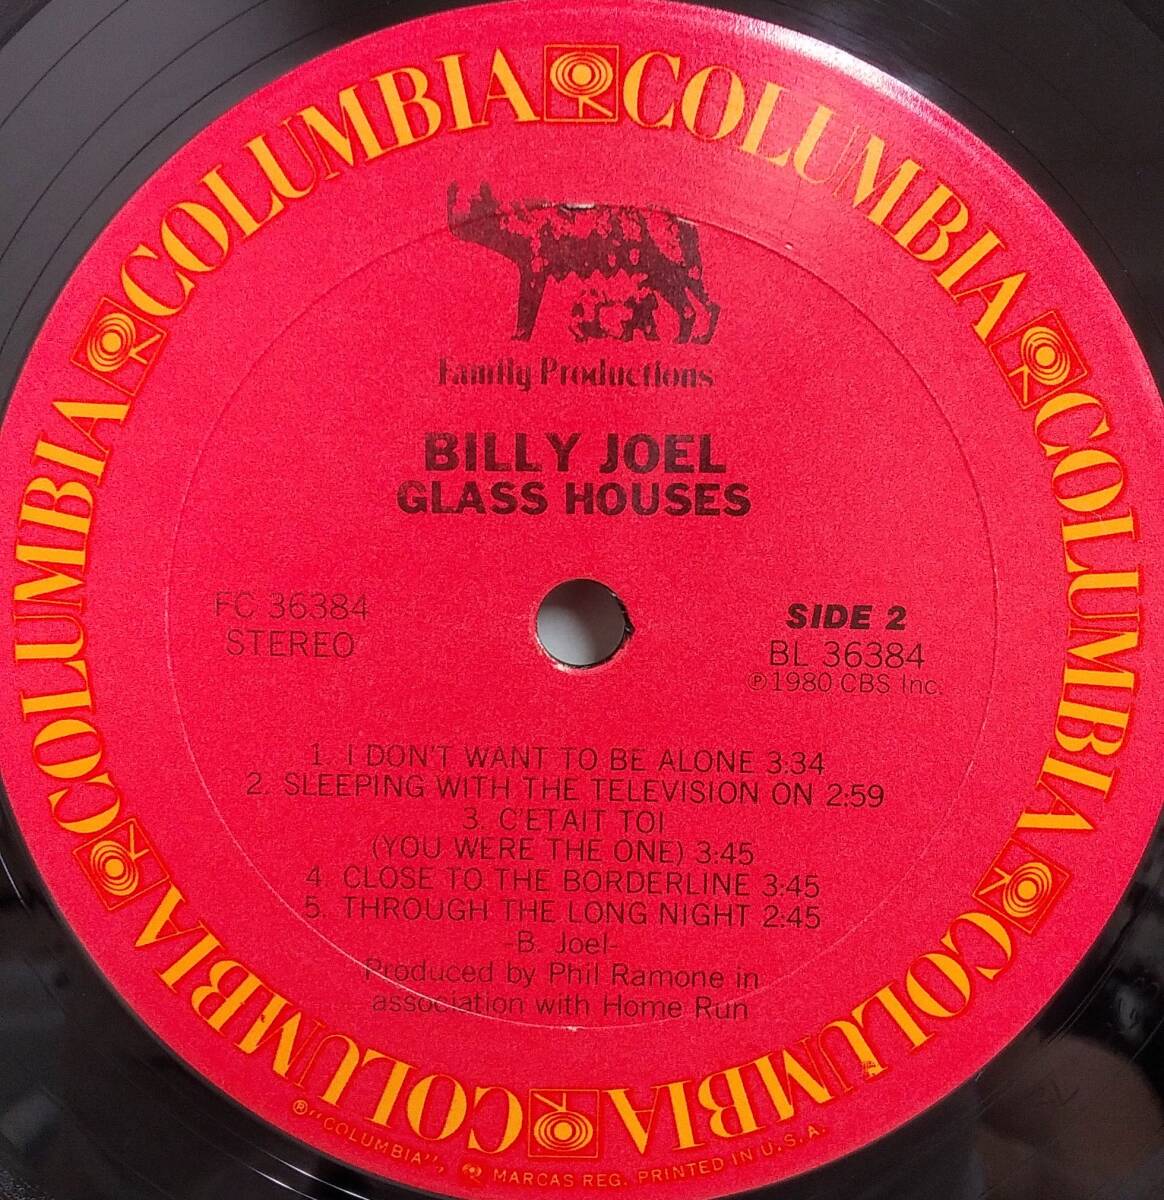 COLUMBIA COLUMBIA COLUMBIA COLUMBIA COLUMBIA COLUMBIA COLUMBIA COLUMBIA
Family Productions
BILLY JOEL
GLASS HOUSES
FC 36384
STEREO
SIDE 2
BL 36384
Ⓟ1980 CBS Inc.
1. I DON'T WANT TO BE ALONE 3:34
2. SLEEPING WITH THE TELEVISION ON 2:59
3. C'ETAIT TOI
(YOU WERE THE ONE) 3:45
4. CLOSE TO THE BORDERLINE 3:45
5. THROUGH THE LONG NIGHT 2:45
-B. Joel-
Produced by Phil Ramone in
association with Home Run
® "COLUMBIA", MARCAS REG. PRINTED IN U.S.A.